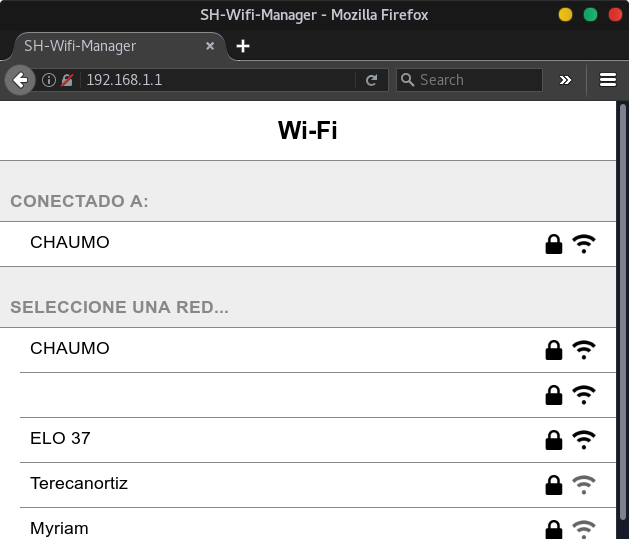 SH-Wifi-Manager - Mozilla Firefox
SH-Wifi-Manager
192.168.1.1
Search
Wi-Fi
CONECTADO A:
CHAUMO
SELECCIONE UNA RED...
CHAUMO
ELO 37
Terecanortiz
Myriam